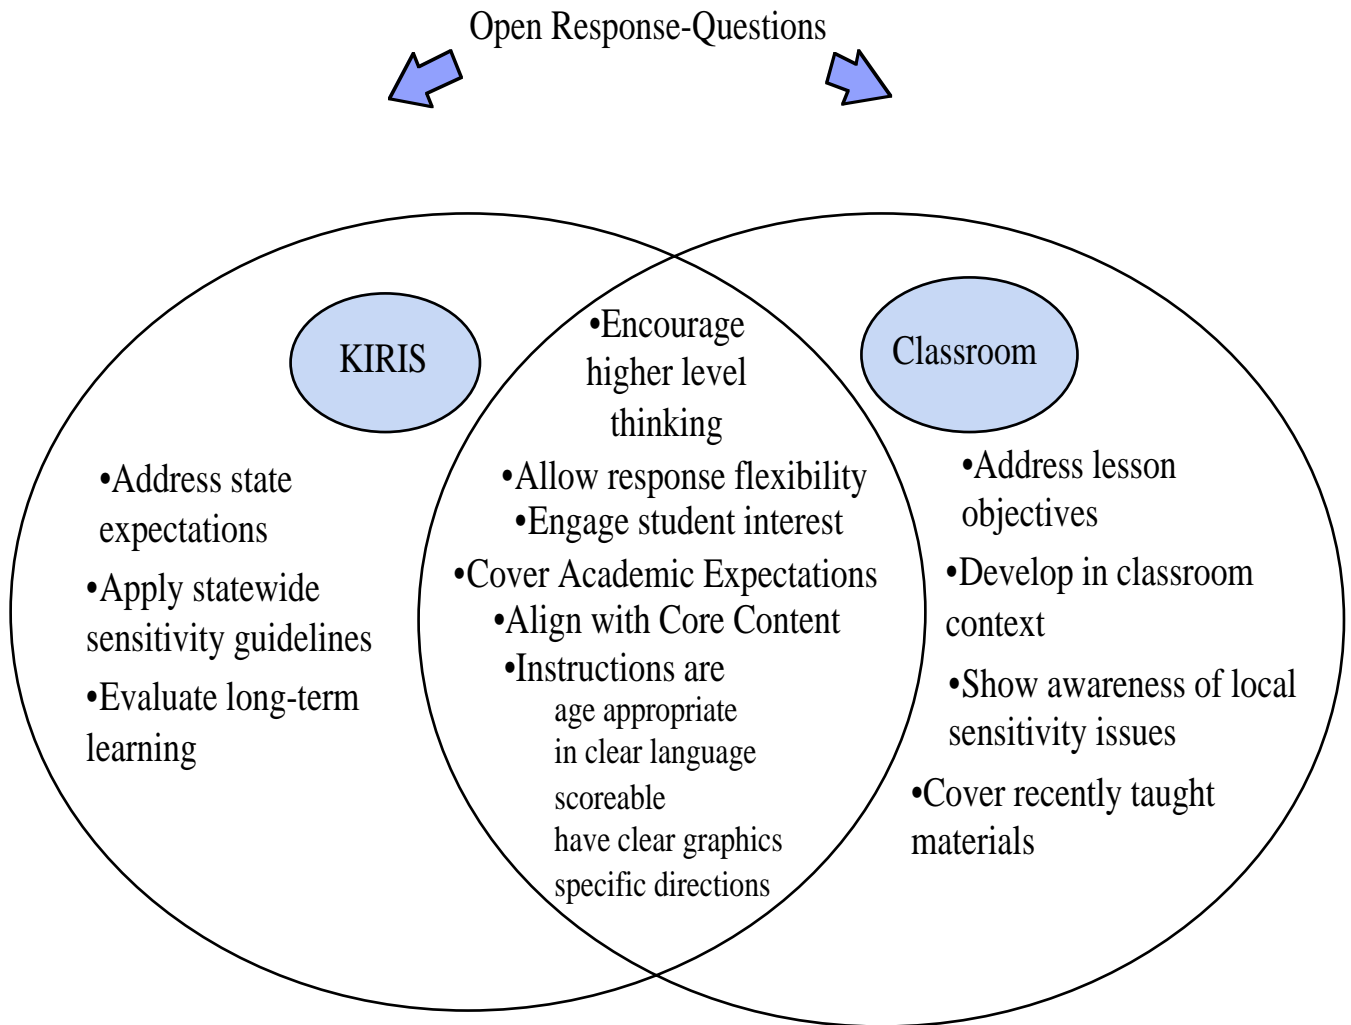 Open Response-Questions
KIRIS
•Address state
expectations
•Apply statewide
sensitivity guidelines
•Evaluate long-term
learning
•Encourage
higher level
thinking
•Allow response flexibility
•Engage student interest
•Cover Academic Expectations
•Align with Core Content
•Instructions are
age appropriate
in clear language
scoreable
have clear graphics
specific directions
Classroom
•Address lesson
objectives
•Develop in classroom
context
•Show awareness of local
sensitivity issues
•Cover recently taught
materials